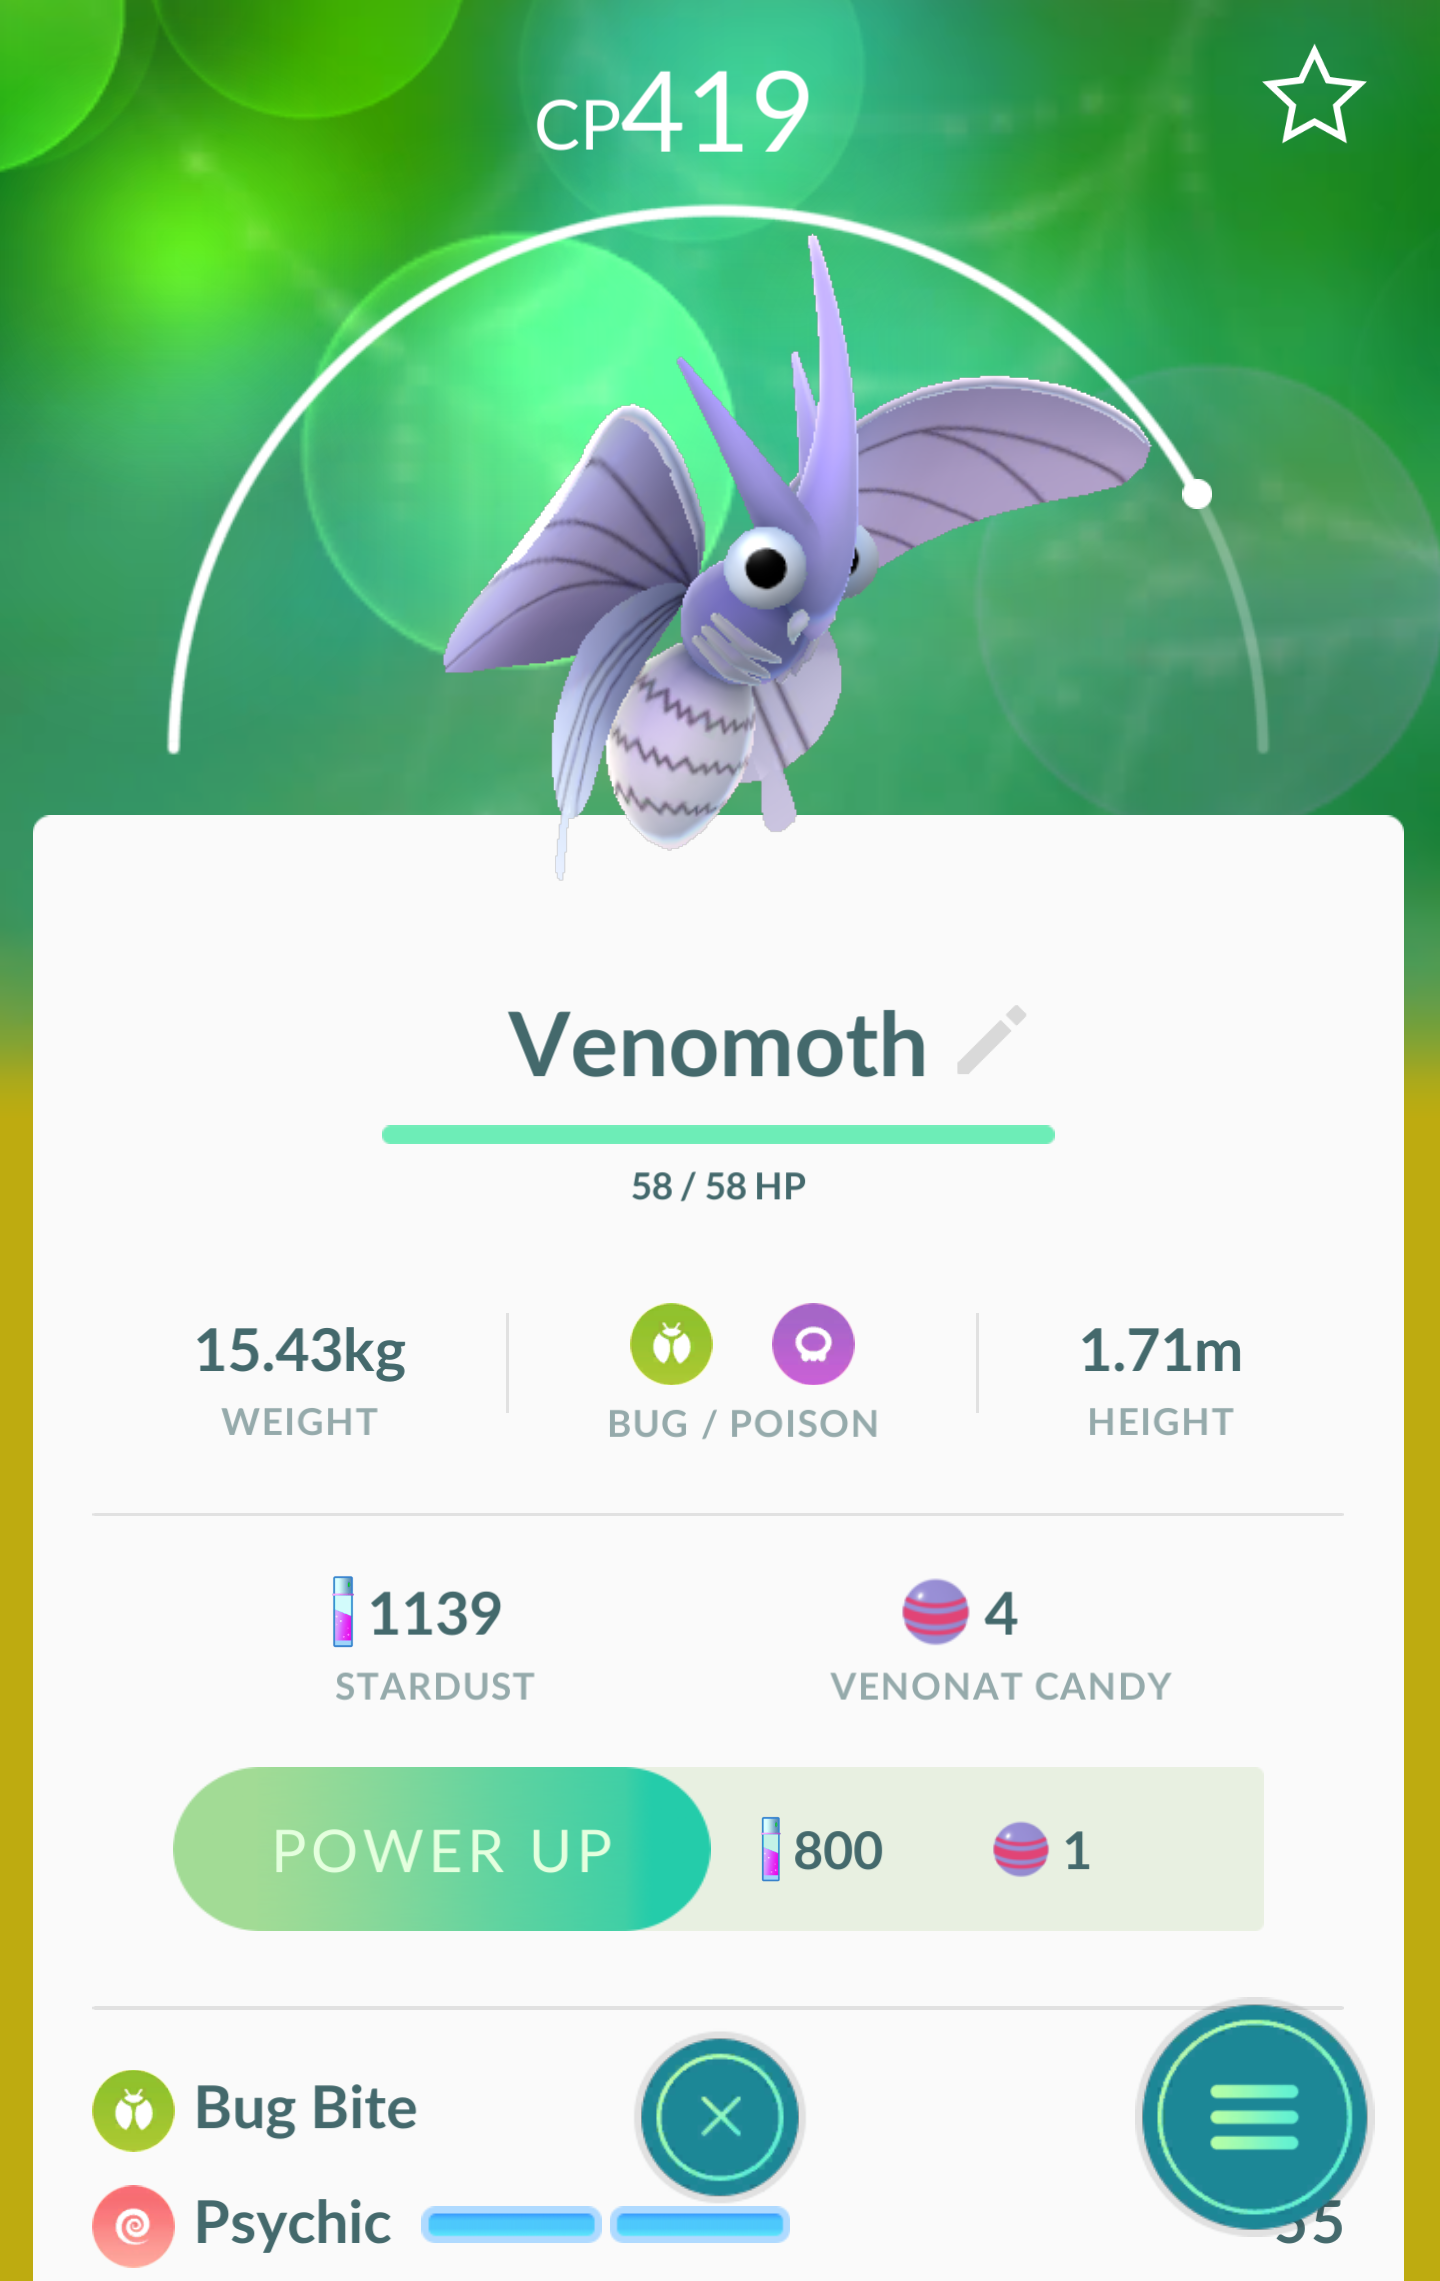 CP419
Venomoth
58 / 58 HP
15.43kg
WEIGHT
BUG / POISON
1.71m
HEIGHT
1139
STARDUST
4
VENONAT CANDY
POWER UP 800 1
Bug Bite
Psychic